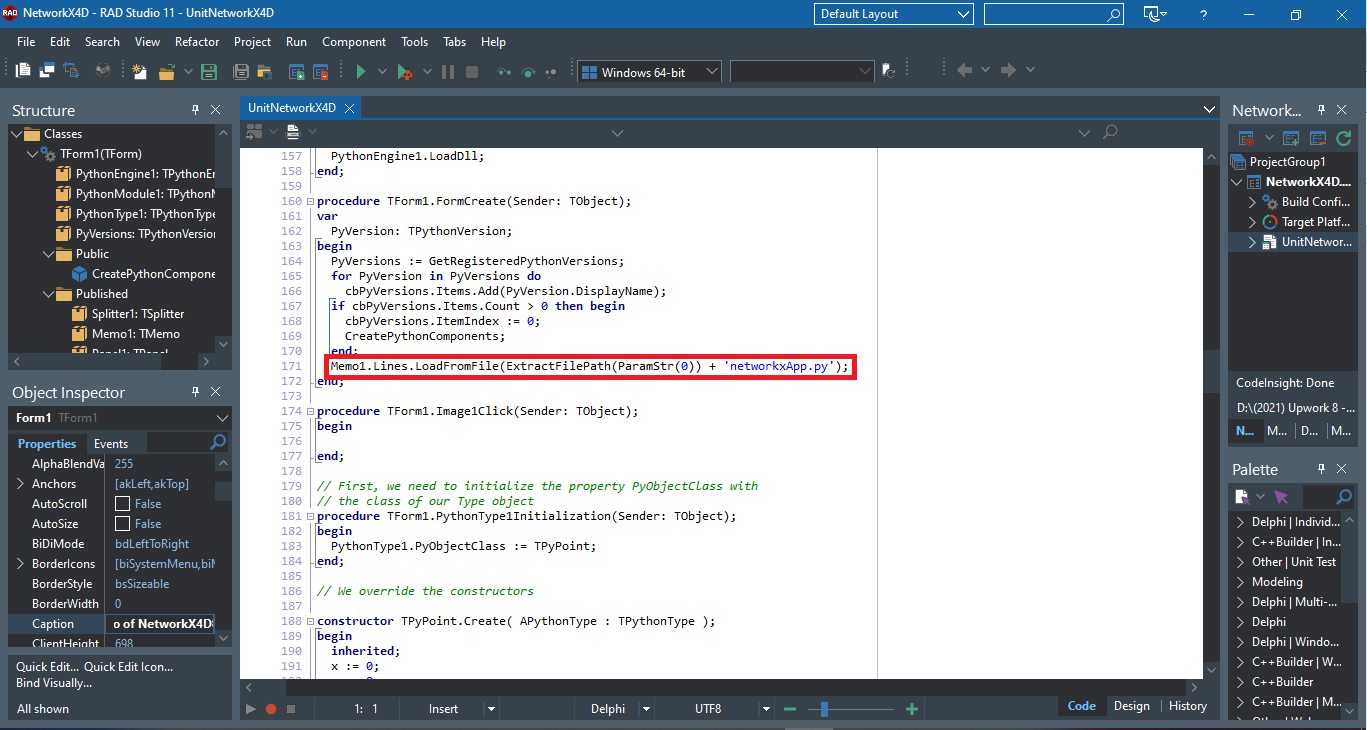 NetworkX4D - RAD Studio 11 - UnitNetworkX4D
Default Layout
File Edit Search View Refactor Project Run Component Tools Tabs Help
Windows 64-bit
Structure
Classes
TForm1(TForm)
PythonEngine1: TPythonEn
PythonModule1: TPythonM
PythonType1: TPythonType
PyVersions: TPythonVersion
Public
CreatePythonCompone
Published
Splitter1: TSplitter
Memo1: TMemo
Panel1: TPanel
Object Inspector
Form1 TForm1
Properties Events
AlphaBlendVa 255
Anchors [akLeft,akTop]
AutoScroll False
AutoSize False
BiDiMode bdLeftToRight
BorderIcons [biSystemMenu,biM
BorderStyle bsSizeable
BorderWidth 0
Caption o of NetworkX4D
ClientHeight 698
Quick Edit... Quick Edit Icon...
Bind Visually...
All shown
UnitNetworkX4D
157 PythonEngine1.LoadDll;
158 end;
159
160 procedure TForm1.FormCreate(Sender: TObject);
161 var
162 PyVersion: TPythonVersion;
163 begin
164 PyVersions := GetRegisteredPythonVersions;
165 for PyVersion in PyVersions do
166 cbPyVersions.Items.Add(PyVersion.DisplayName);
167 if cbPyVersions.Items.Count > 0 then begin
168 cbPyVersions.ItemIndex := 0;
169 CreatePythonComponents;
170 end;
171 Memo1.Lines.LoadFromFile(ExtractFilePath(ParamStr(0)) + 'networkxApp.py');
172 end;
173
174 procedure TForm1.Image1Click(Sender: TObject);
175 begin
176
177 end;
178
179 // First, we need to initialize the property PyObjectClass with
180 // the class of our Type object
181 procedure TForm1.PythonType1Initialization(Sender: TObject);
182 begin
183 PythonType1.PyObjectClass := TPyPoint;
184 end;
185
186 // We override the constructors
187
188 constructor TPyPoint.Create( APythonType : TPythonType );
189 begin
190 inherited;
191 x := 0;
1: 1 Insert Delphi UTF8 Code Design History
Network...
ProjectGroup1
NetworkX4D....
Build Confi...
Target Platf...
UnitNetwor...
CodeInsight: Done
D:\(2021) Upwork 8 -...
N... M... D... M...
Palette
Delphi | Individ...
C++Builder | In...
Other | Unit Test
Modeling
Delphi | Multi-...
Delphi
Delphi | Windo...
C++Builder | W...
C++Builder
C++Builder | M...